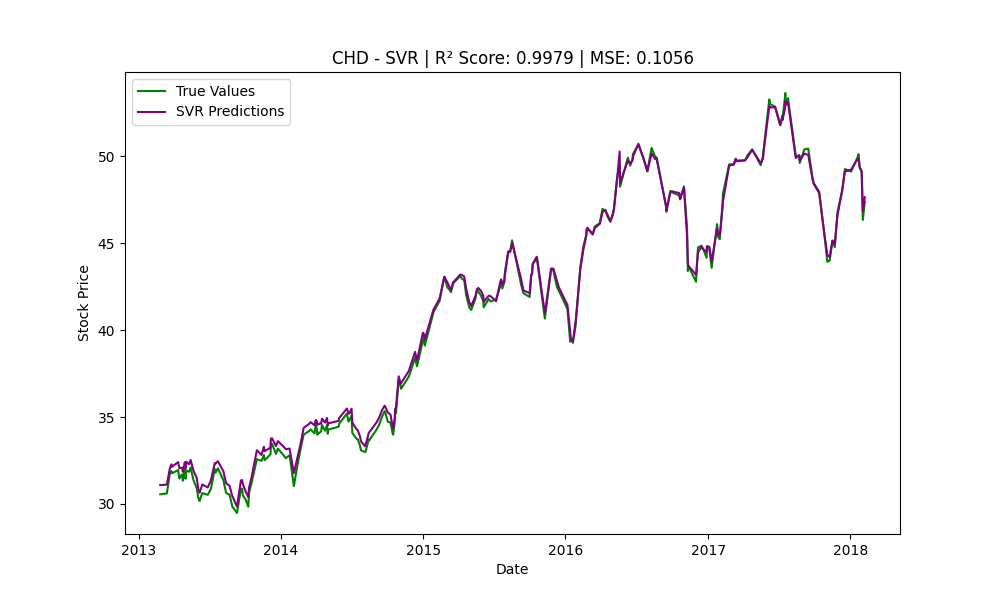 CHD - SVR | R² Score: 0.9979 | MSE: 0.1056
True Values
SVR Predictions
Stock Price
50
45
40
35
30
2013 2014 2015 2016 2017 2018
Date